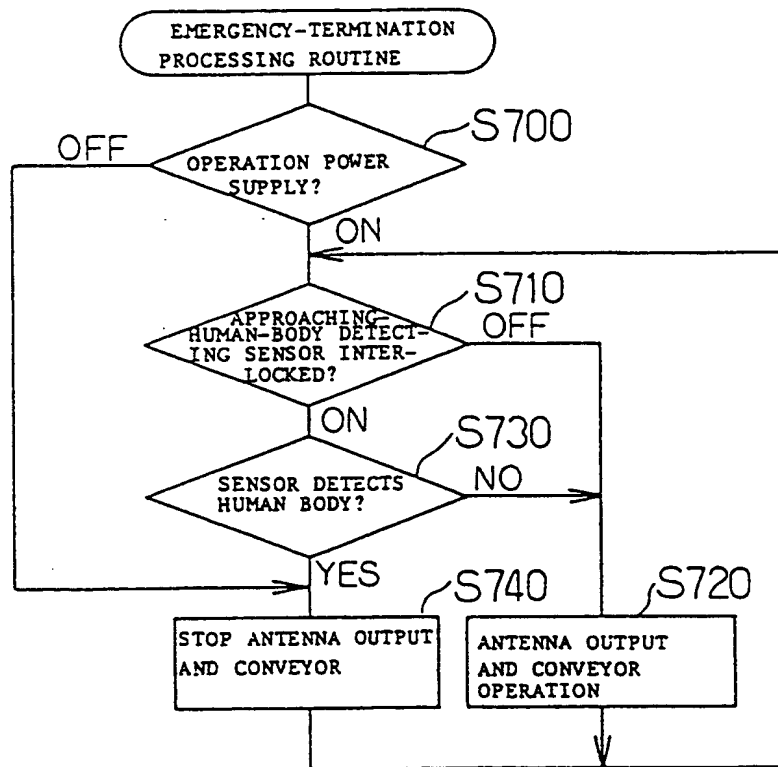 EMERGENCY-TERMINATION
PROCESSING ROUTINE
S700
OFF
OPERATION POWER
SUPPLY?
ON
S710
APPROACHING-
HUMAN-BODY DETECT-
ING SENSOR INTER-
LOCKED?
OFF
ON
S730
SENSOR DETECTS
HUMAN BODY?
NO
YES
S740
S720
STOP ANTENNA OUTPUT
AND CONVEYOR
ANTENNA OUTPUT
AND CONVEYOR
OPERATION